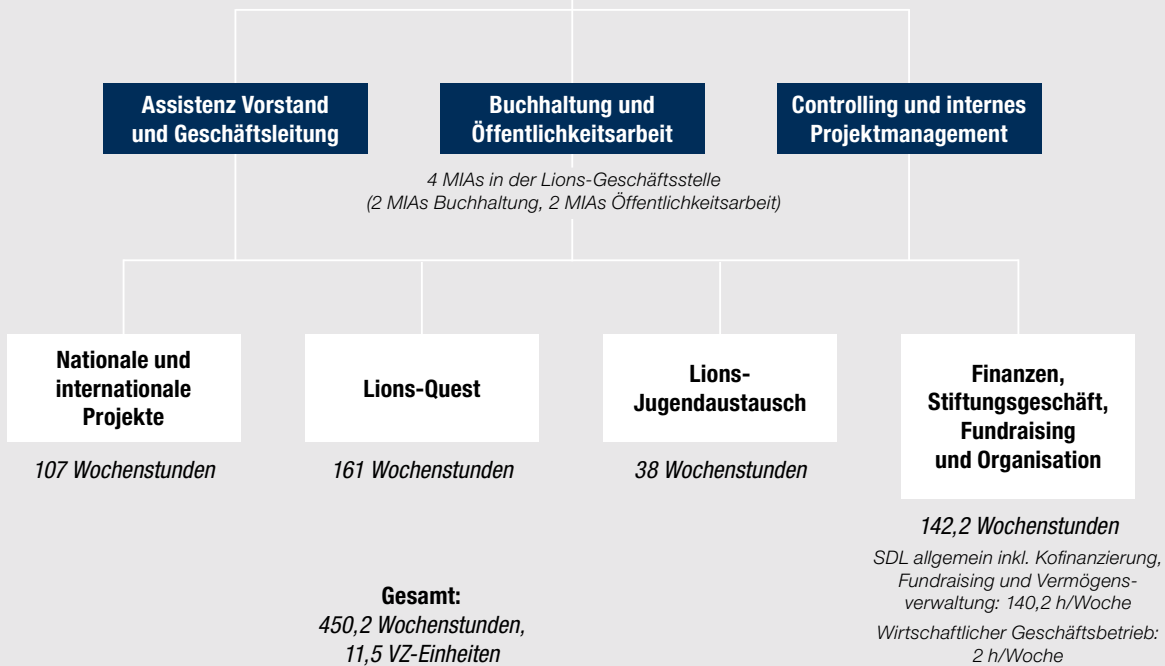 Assistenz Vorstand
und Geschäftsleitung
Buchhaltung und
Öffentlichkeitsarbeit
Controlling und internes
Projektmanagement
4 MIAs in der Lions-Geschäftsstelle
(2 MIAs Buchhaltung, 2 MIAs Öffentlichkeitsarbeit)
Nationale und
internationale
Projekte
107 Wochenstunden
Lions-Quest
161 Wochenstunden
Lions-
Jugendaustausch
38 Wochenstunden
Finanzen,
Stiftungsgeschäft,
Fundraising
und Organisation
142,2 Wochenstunden
SDL allgemein inkl. Kofinanzierung,
Fundraising und Vermögens-
verwaltung: 140,2 h/Woche
Wirtschaftlicher Geschäftsbetrieb:
2 h/Woche
Gesamt:
450,2 Wochenstunden,
11,5 VZ-Einheiten